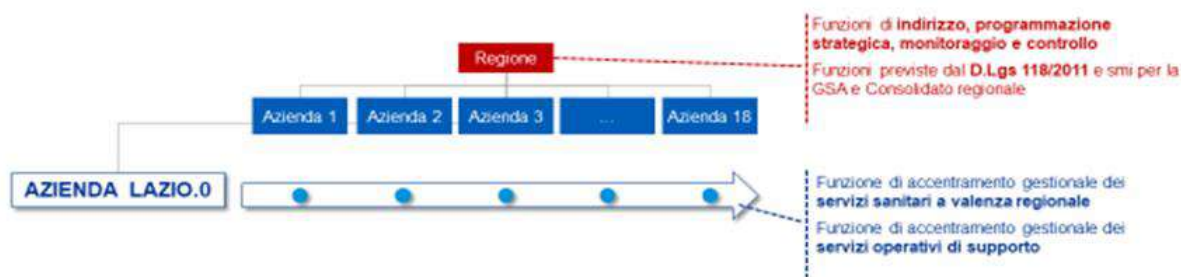 Funzioni di indirizzo, programmazione
strategica, monitoraggio e controllo
Funzioni previste dal D.Lgs 118/2011 e smi per la
GSA e Consolidato regionale
Regione
Azienda 1
Azienda 2
Azienda 3
...
Azienda 18
AZIENDA LAZIO.0
Funzione di accentramento gestionale dei
servizi sanitari a valenza regionale
Funzione di accentramento gestionale dei
servizi operativi di supporto